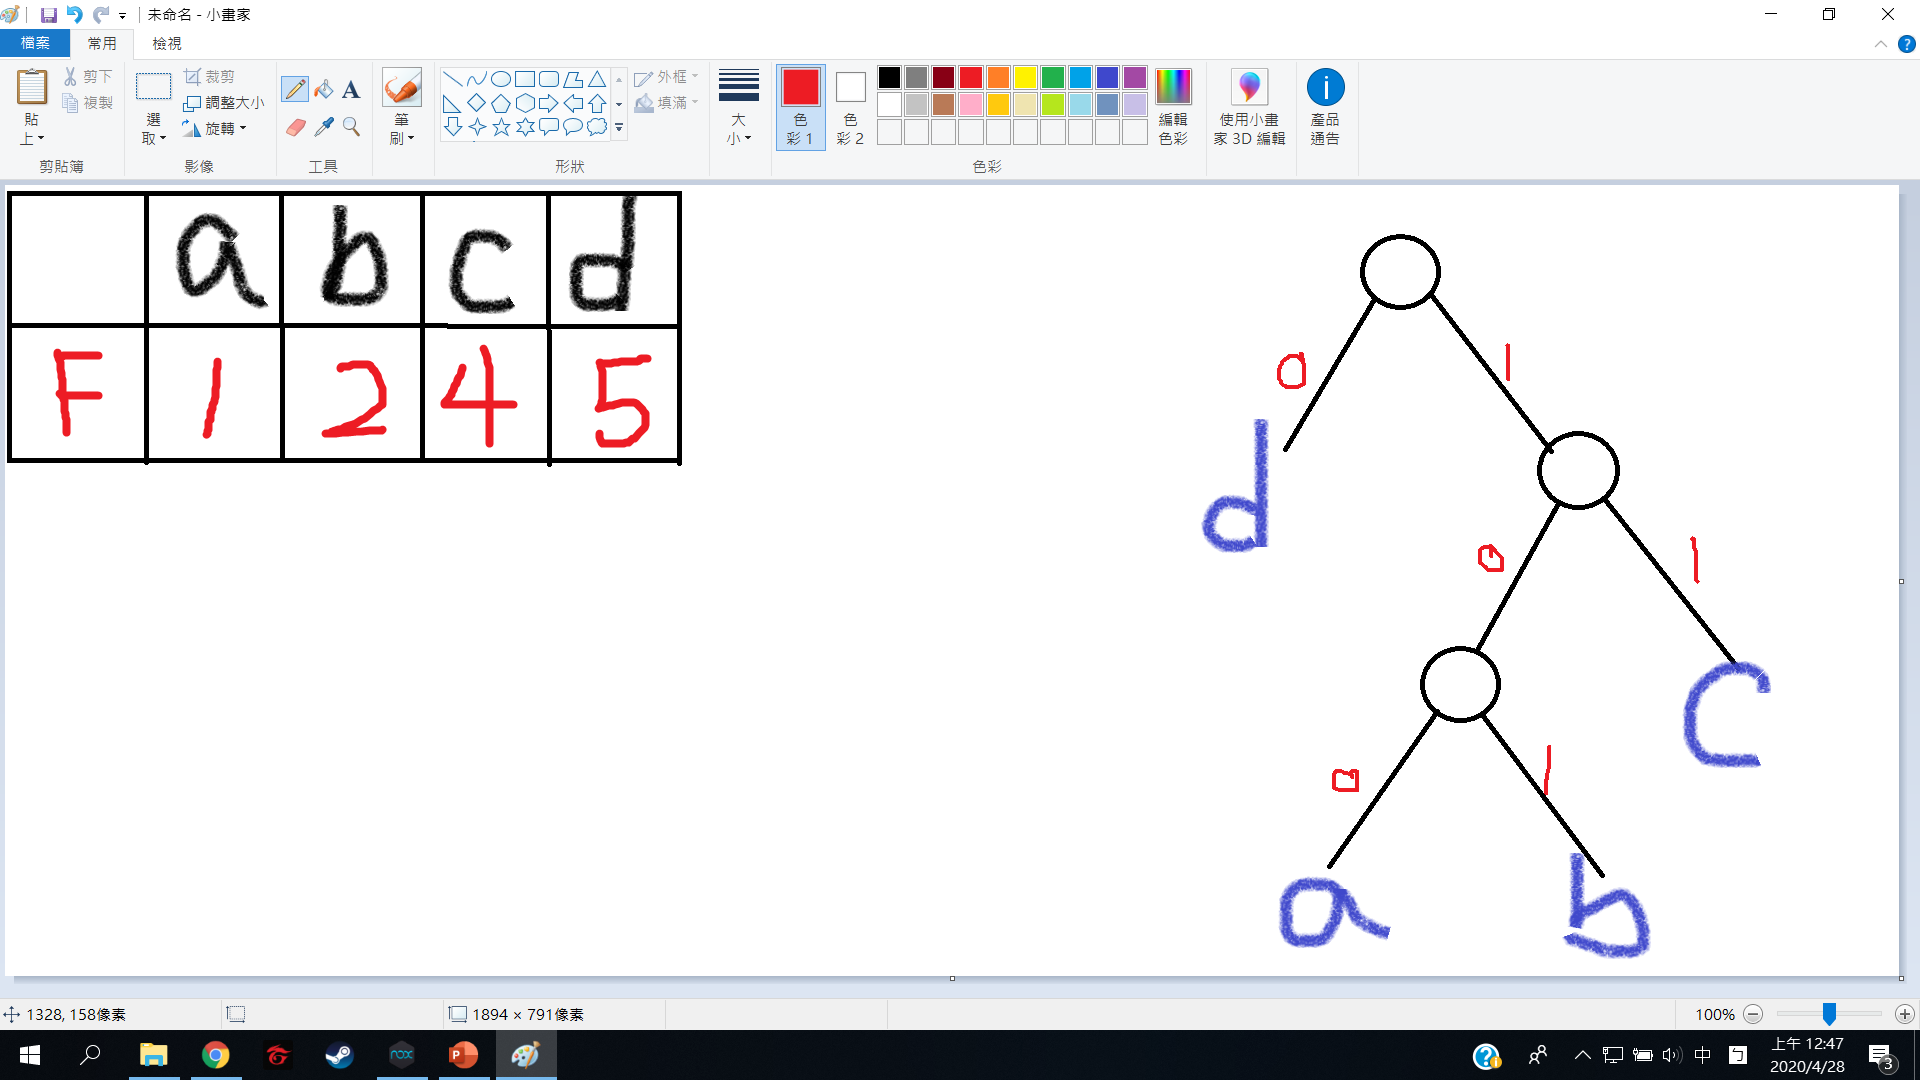 未命名 - 小畫家
檔案 常用 檢視
貼上 剪下 複製
剪貼簿
選取 裁剪 調整大小 旋轉
影像
A
工具
筆刷
外框 填滿
形狀
大小
色彩 1
色彩 2
編輯色彩
色彩
使用小畫家 3D 編輯
產品通告
a b c d
F 1 2 4 5
0 1
d
0 1
c
0 1
a b
1328, 158像素
1894 × 791像素
100%
nox
P
中
ㄅ
上午 12:47
2020/4/28
3